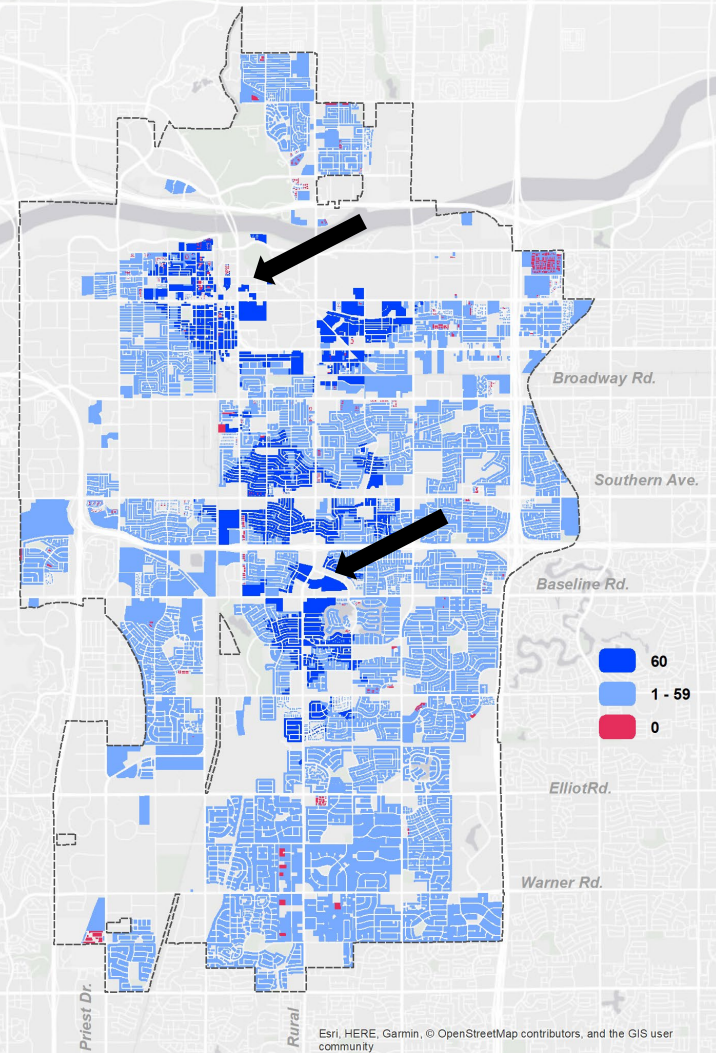 Broadway Rd.
Southern Ave.
Baseline Rd.
60
1 - 59
0
ElliotRd.
Warner Rd.
Priest Dr.
Rural
Esri, HERE, Garmin, © OpenStreetMap contributors, and the GIS user
community